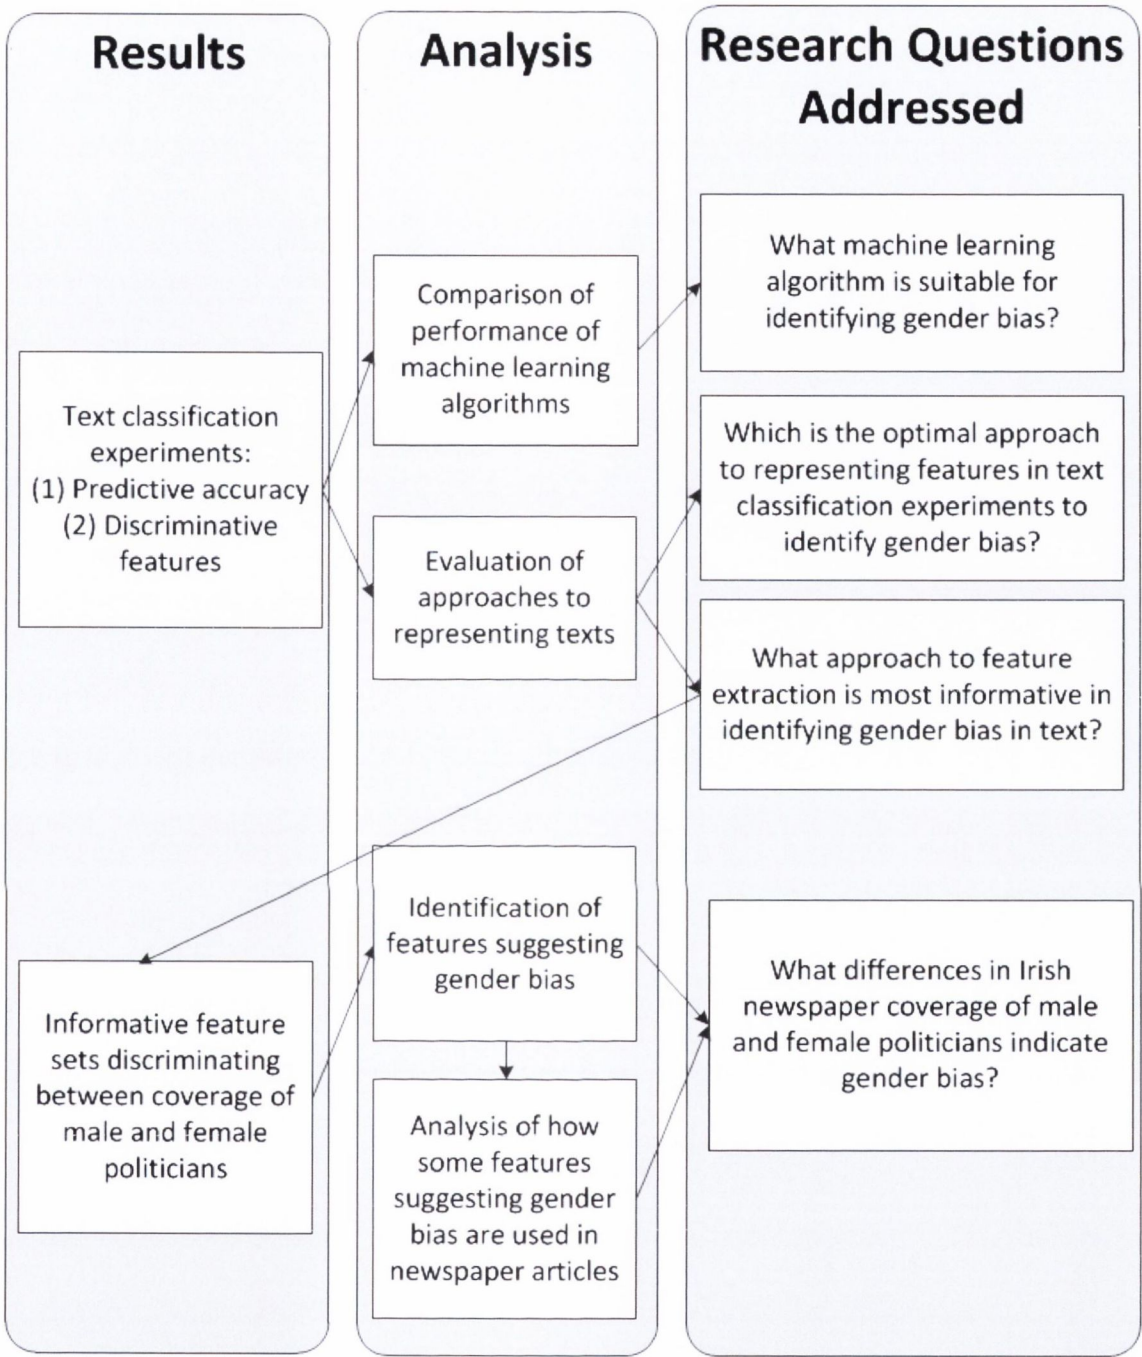 Results
Text classification
experiments:
(1) Predictive accuracy
(2) Discriminative
features
Informative feature
sets discriminating
between coverage of
male and female
politicians
Analysis
Comparison of
performance of
machine learning
algorithms
Evaluation of
approaches to
representing texts
Identification of
features suggesting
gender bias
Analysis of how
some features
suggesting gender
bias are used in
newspaper articles
Research Questions
Addressed
What machine learning
algorithm is suitable for
identifying gender bias?
Which is the optimal approach
to representing features in text
classification experiments to
identify gender bias?
What approach to feature
extraction is most informative in
identifying gender bias in text?
What differences in Irish
newspaper coverage of male
and female politicians indicate
gender bias?